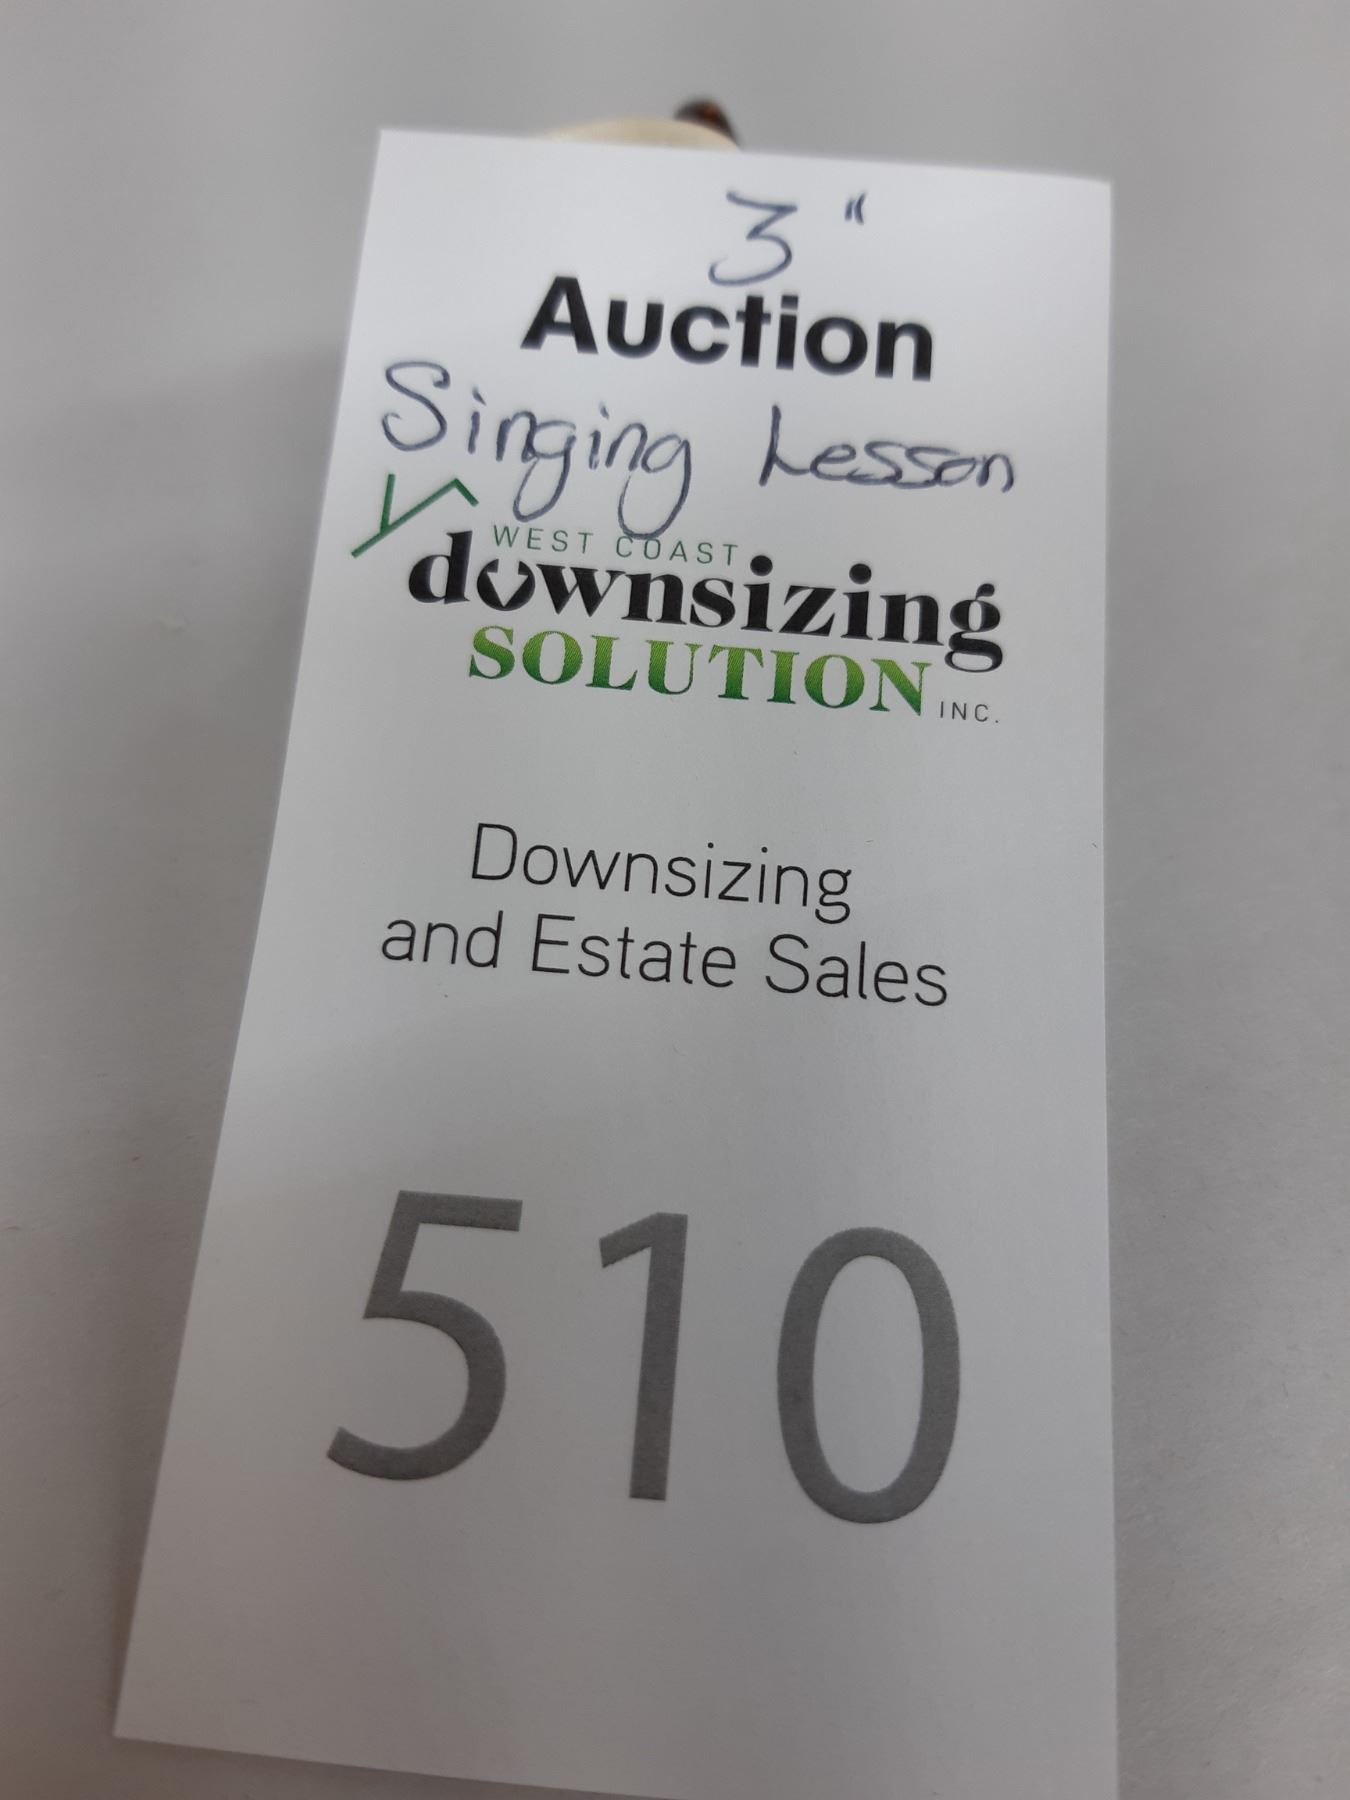 3"
Auction
Singing Lesson
WEST COAST
downsizing
SOLUTION INC.
Downsizing
and Estate Sales
510